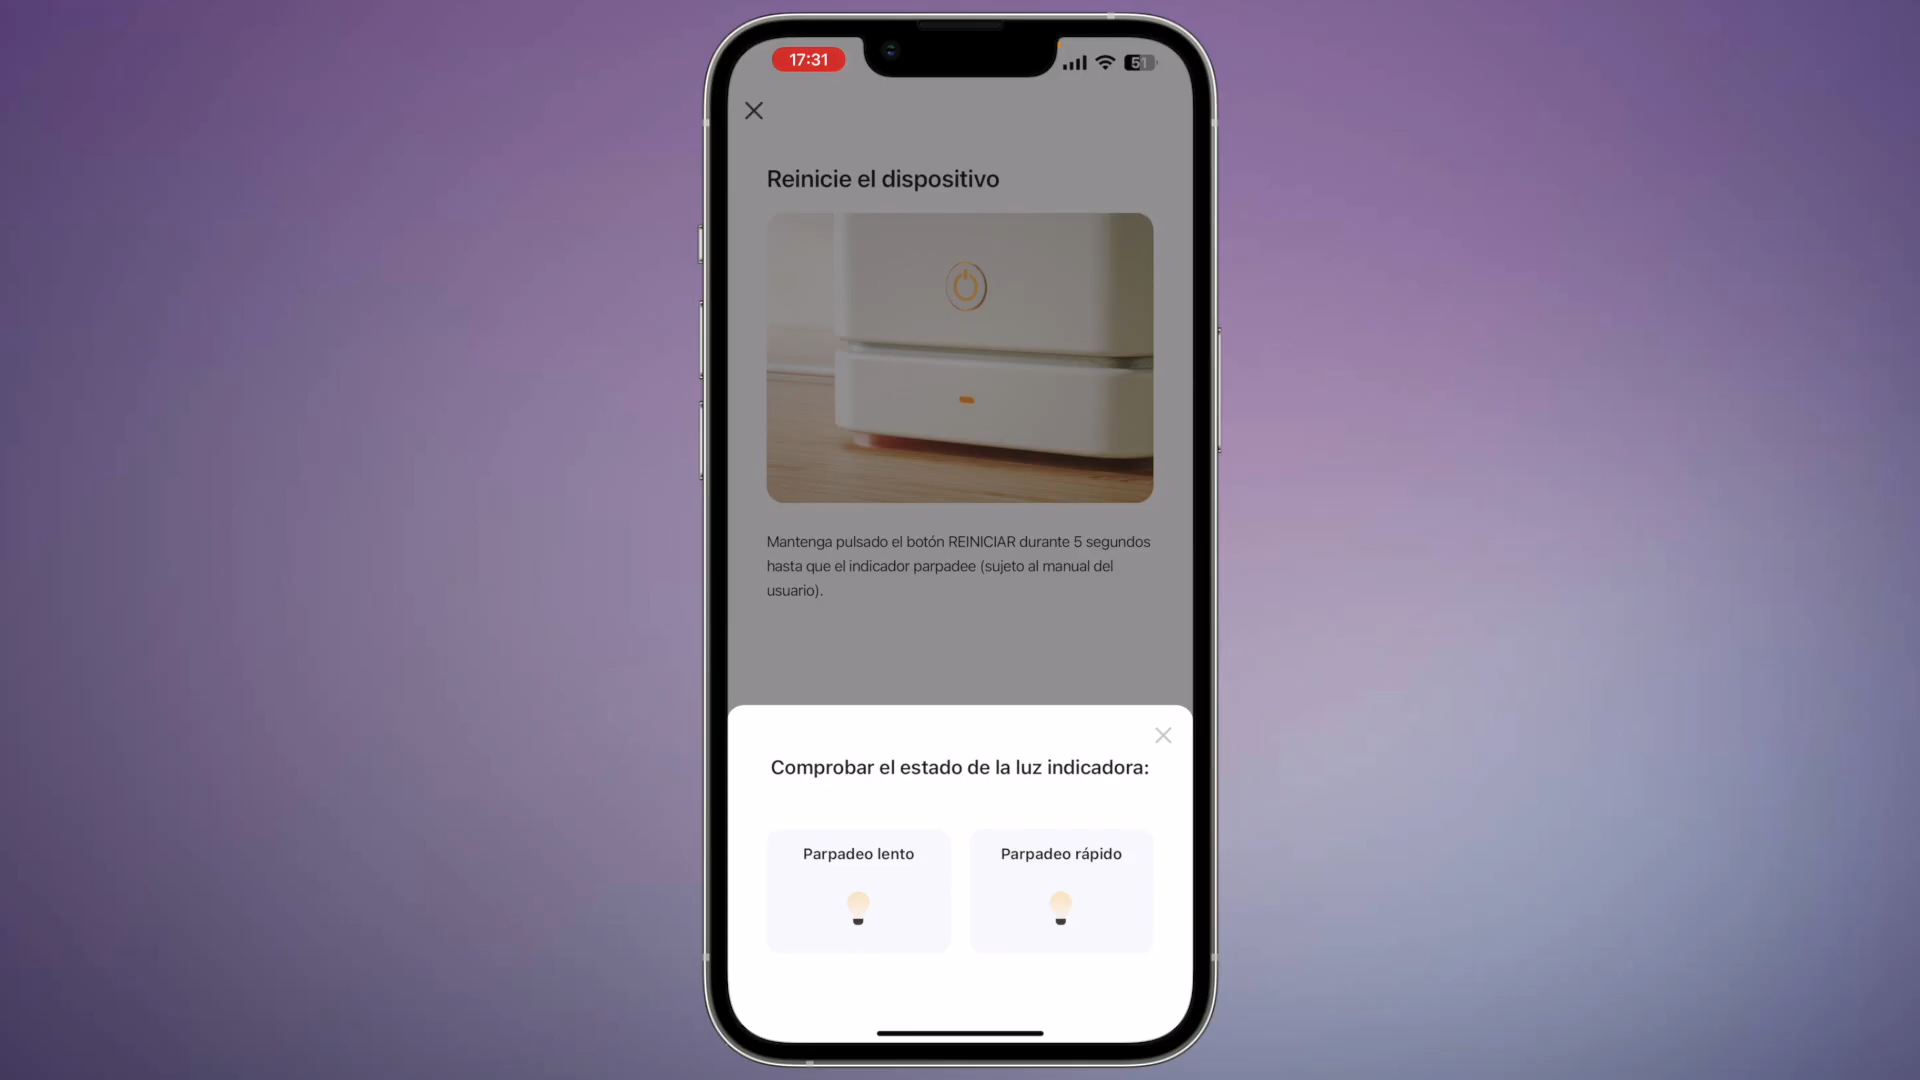 17:31
51
Reinicie el dispositivo
Mantenga pulsado el botón REINICIAR durante 5 segundos
hasta que el indicador parpadee (sujeto al manual del
usuario).
Comprobar el estado de la luz indicadora:
Parpadeo lento
Parpadeo rápido